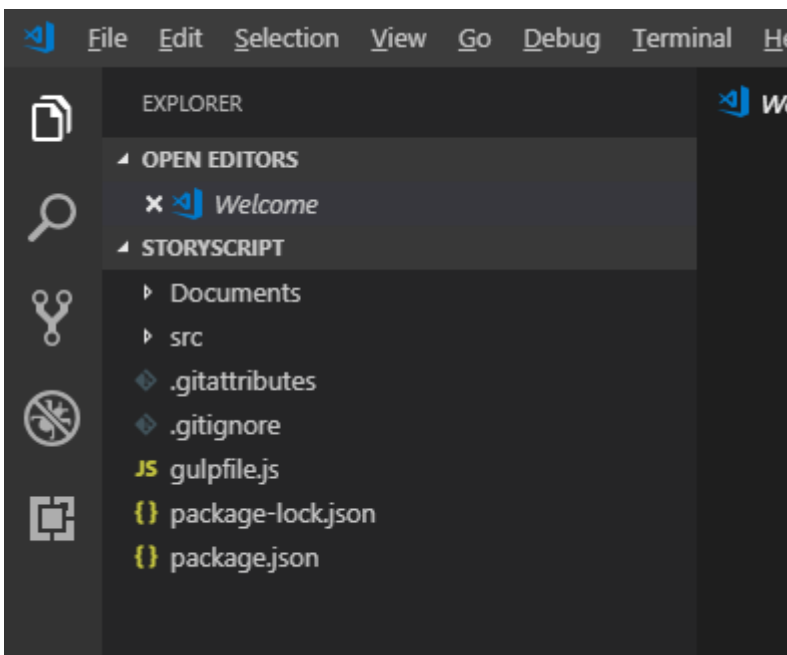 File Edit Selection View Go Debug Terminal
EXPLORER
OPEN EDITORS
Welcome
STORYSCRIPT
Documents
src
.gitattributes
.gitignore
JS gulpfile.js
{} package-lock.json
{} package.json